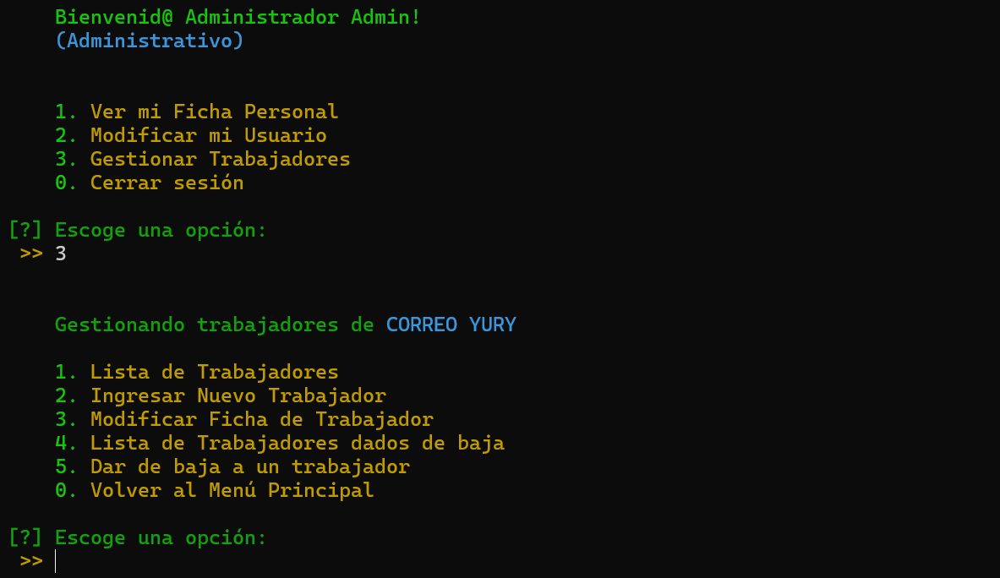 Bienvenid@ Administrador Admin!
(Administrativo)
1. Ver mi Ficha Personal
2. Modificar mi Usuario
3. Gestionar Trabajadores
0. Cerrar sesión
[?] Escoge una opción:
>> 3
Gestionando trabajadores de CORREO YURY
1. Lista de Trabajadores
2. Ingresar Nuevo Trabajador
3. Modificar Ficha de Trabajador
4. Lista de Trabajadores dados de baja
5. Dar de baja a un trabajador
0. Volver al Menú Principal
[?] Escoge una opción:
>>